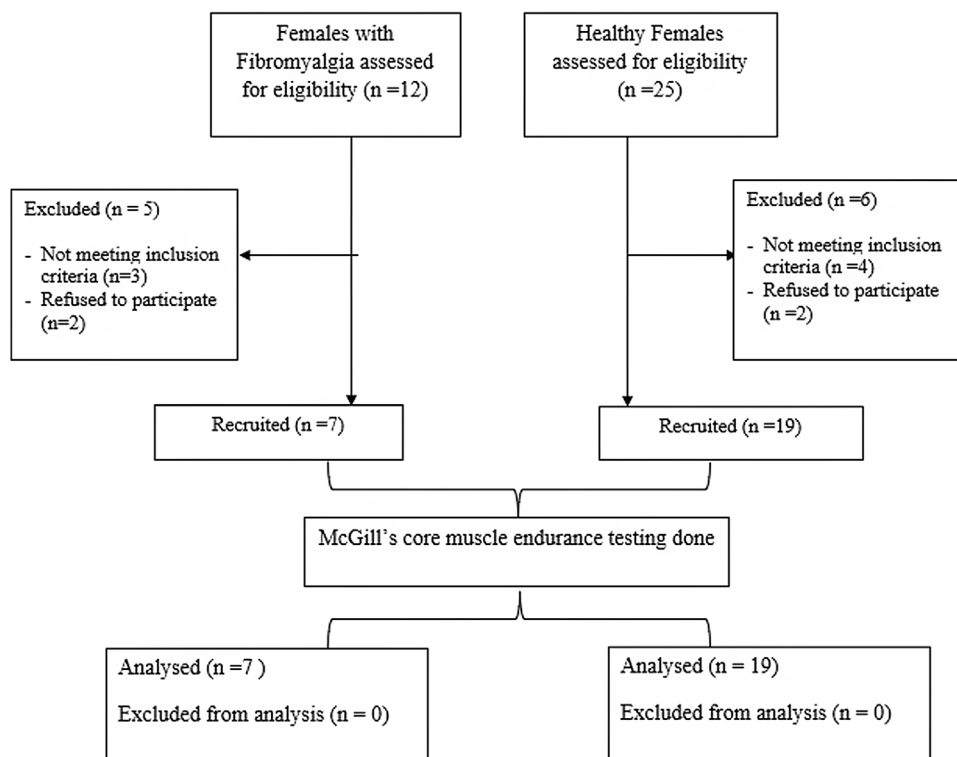 Females with
Fibromyalgia assessed
for eligibility (n =12)
Healthy Females
assessed for eligibility
(n =25)
Excluded (n = 5)
- Not meeting inclusion
criteria (n=3)
- Refused to participate
(n=2)
Excluded (n =6)
- Not meeting inclusion
criteria (n =4)
- Refused to participate
(n =2)
Recruited (n =7)
Recruited (n =19)
McGill’s core muscle endurance testing done
Analysed (n =7 )
Excluded from analysis (n = 0)
Analysed (n = 19)
Excluded from analysis (n = 0)